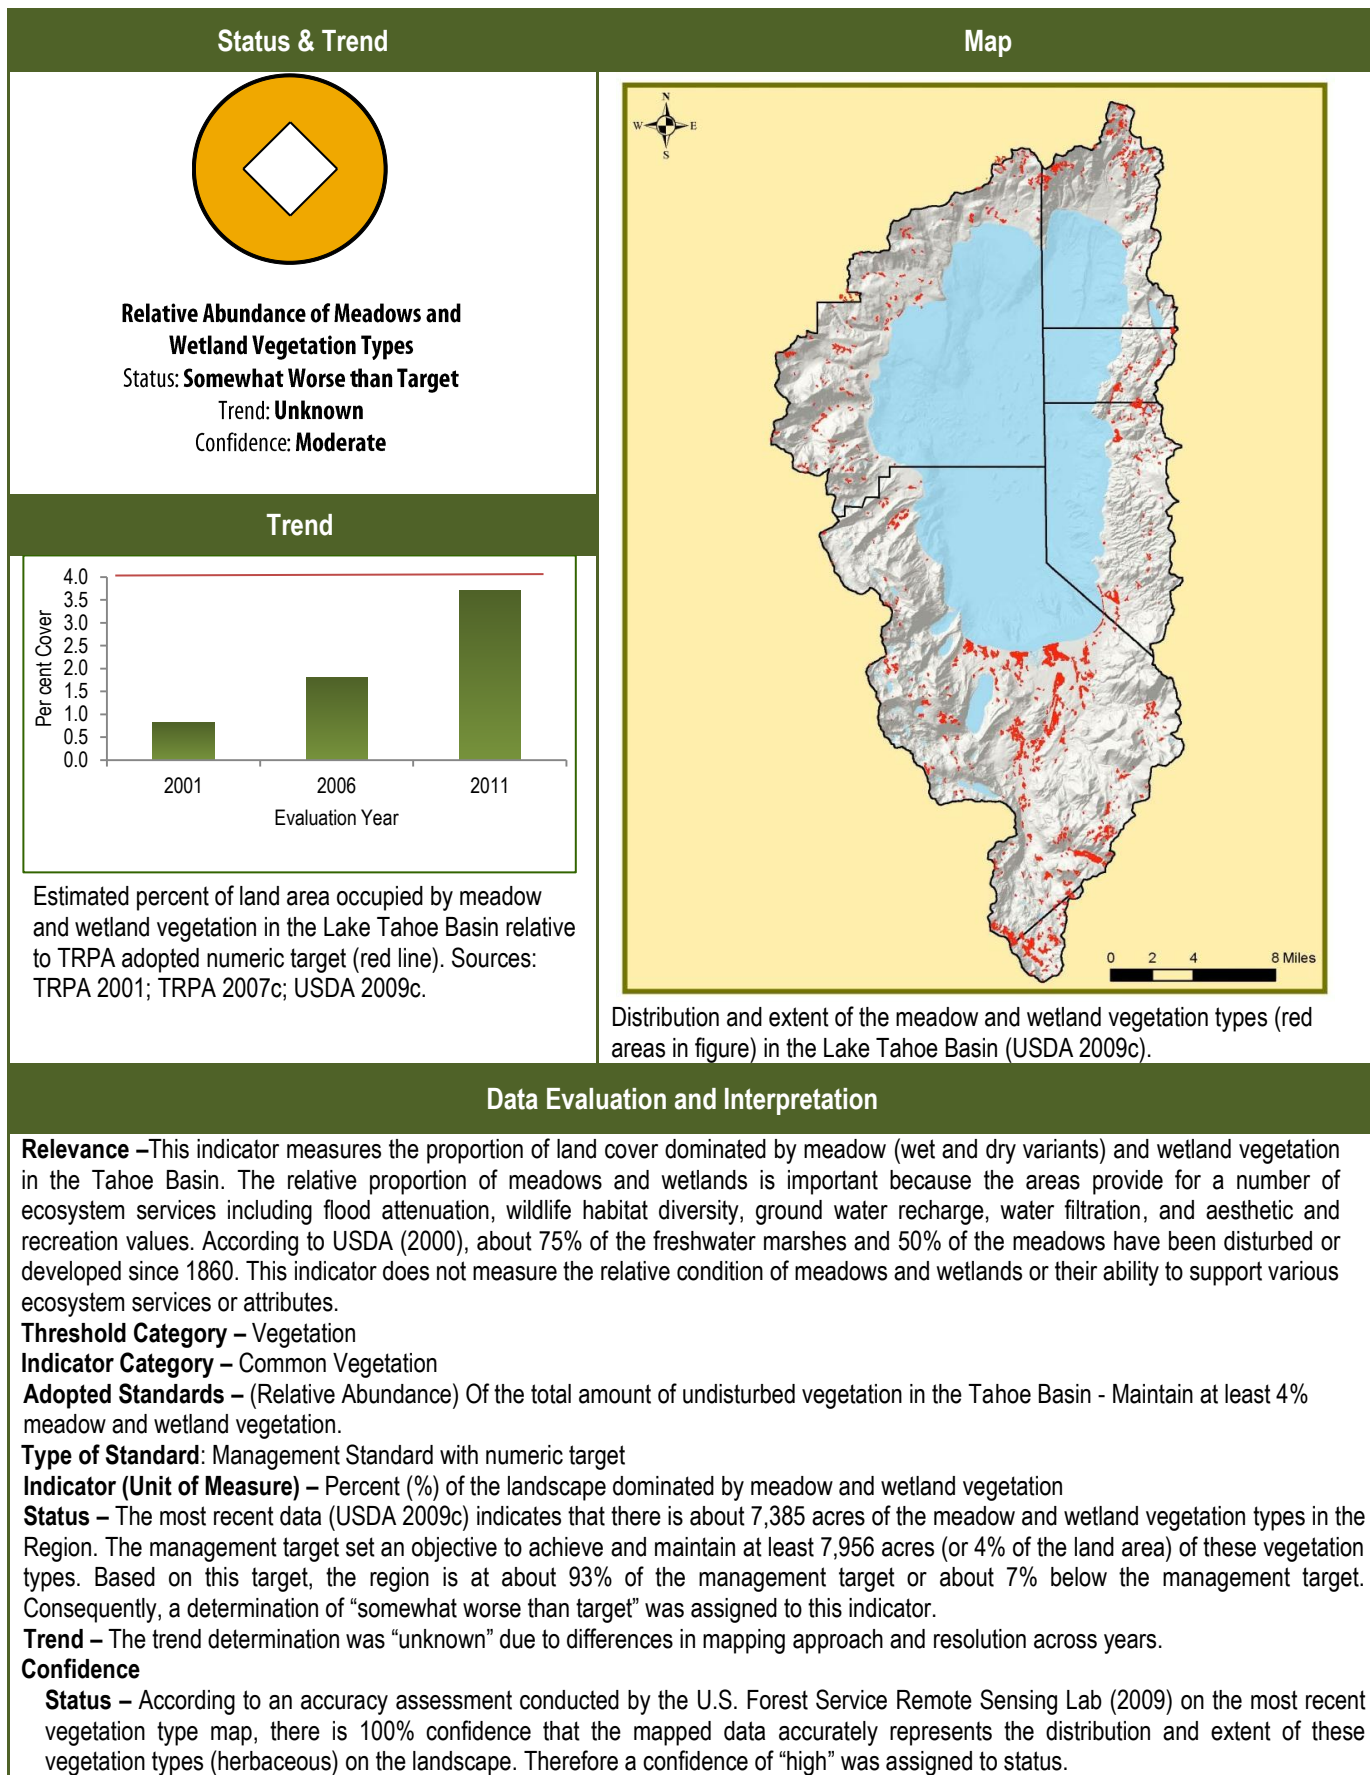 Status & Trend
Relative Abundance of Meadows and
Wetland Vegetation Types
Status: Somewhat Worse than Target
Trend: Unknown
Confidence: Moderate
Trend
4.0
3.5
3.0
2.5
2.0
1.5
1.0
0.5
0.0
Per cent Cover
2001
2006
2011
Evaluation Year
Estimated percent of land area occupied by meadow
and wetland vegetation in the Lake Tahoe Basin relative
to TRPA adopted numeric target (red line). Sources:
TRPA 2001; TRPA 2007c; USDA 2009c.
Map
N
W E
S
0 2 4 8 Miles
Distribution and extent of the meadow and wetland vegetation types (red
areas in figure) in the Lake Tahoe Basin (USDA 2009c).
Data Evaluation and Interpretation
Relevance –This indicator measures the proportion of land cover dominated by meadow (wet and dry variants) and wetland vegetation
in the Tahoe Basin. The relative proportion of meadows and wetlands is important because the areas provide for a number of
ecosystem services including flood attenuation, wildlife habitat diversity, ground water recharge, water filtration, and aesthetic and
recreation values. According to USDA (2000), about 75% of the freshwater marshes and 50% of the meadows have been disturbed or
developed since 1860. This indicator does not measure the relative condition of meadows and wetlands or their ability to support various
ecosystem services or attributes.
Threshold Category – Vegetation
Indicator Category – Common Vegetation
Adopted Standards – (Relative Abundance) Of the total amount of undisturbed vegetation in the Tahoe Basin - Maintain at least 4%
meadow and wetland vegetation.
Type of Standard: Management Standard with numeric target
Indicator (Unit of Measure) – Percent (%) of the landscape dominated by meadow and wetland vegetation
Status – The most recent data (USDA 2009c) indicates that there is about 7,385 acres of the meadow and wetland vegetation types in the
Region. The management target set an objective to achieve and maintain at least 7,956 acres (or 4% of the land area) of these vegetation
types. Based on this target, the region is at about 93% of the management target or about 7% below the management target.
Consequently, a determination of “somewhat worse than target” was assigned to this indicator.
Trend – The trend determination was “unknown” due to differences in mapping approach and resolution across years.
Confidence
Status – According to an accuracy assessment conducted by the U.S. Forest Service Remote Sensing Lab (2009) on the most recent
vegetation type map, there is 100% confidence that the mapped data accurately represents the distribution and extent of these
vegetation types (herbaceous) on the landscape. Therefore a confidence of “high” was assigned to status.